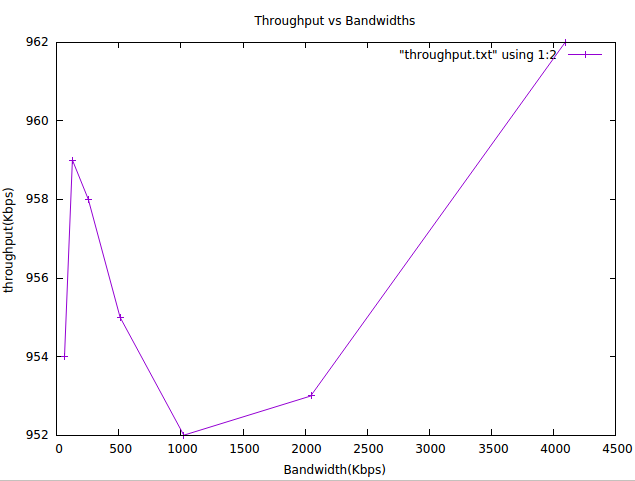 Throughput vs Bandwidths
"throughput.txt" using 1:2
throughput(Kbps)
962
960
958
956
954
952
0 500 1000 1500 2000 2500 3000 3500 4000 4500
Bandwidth(Kbps)